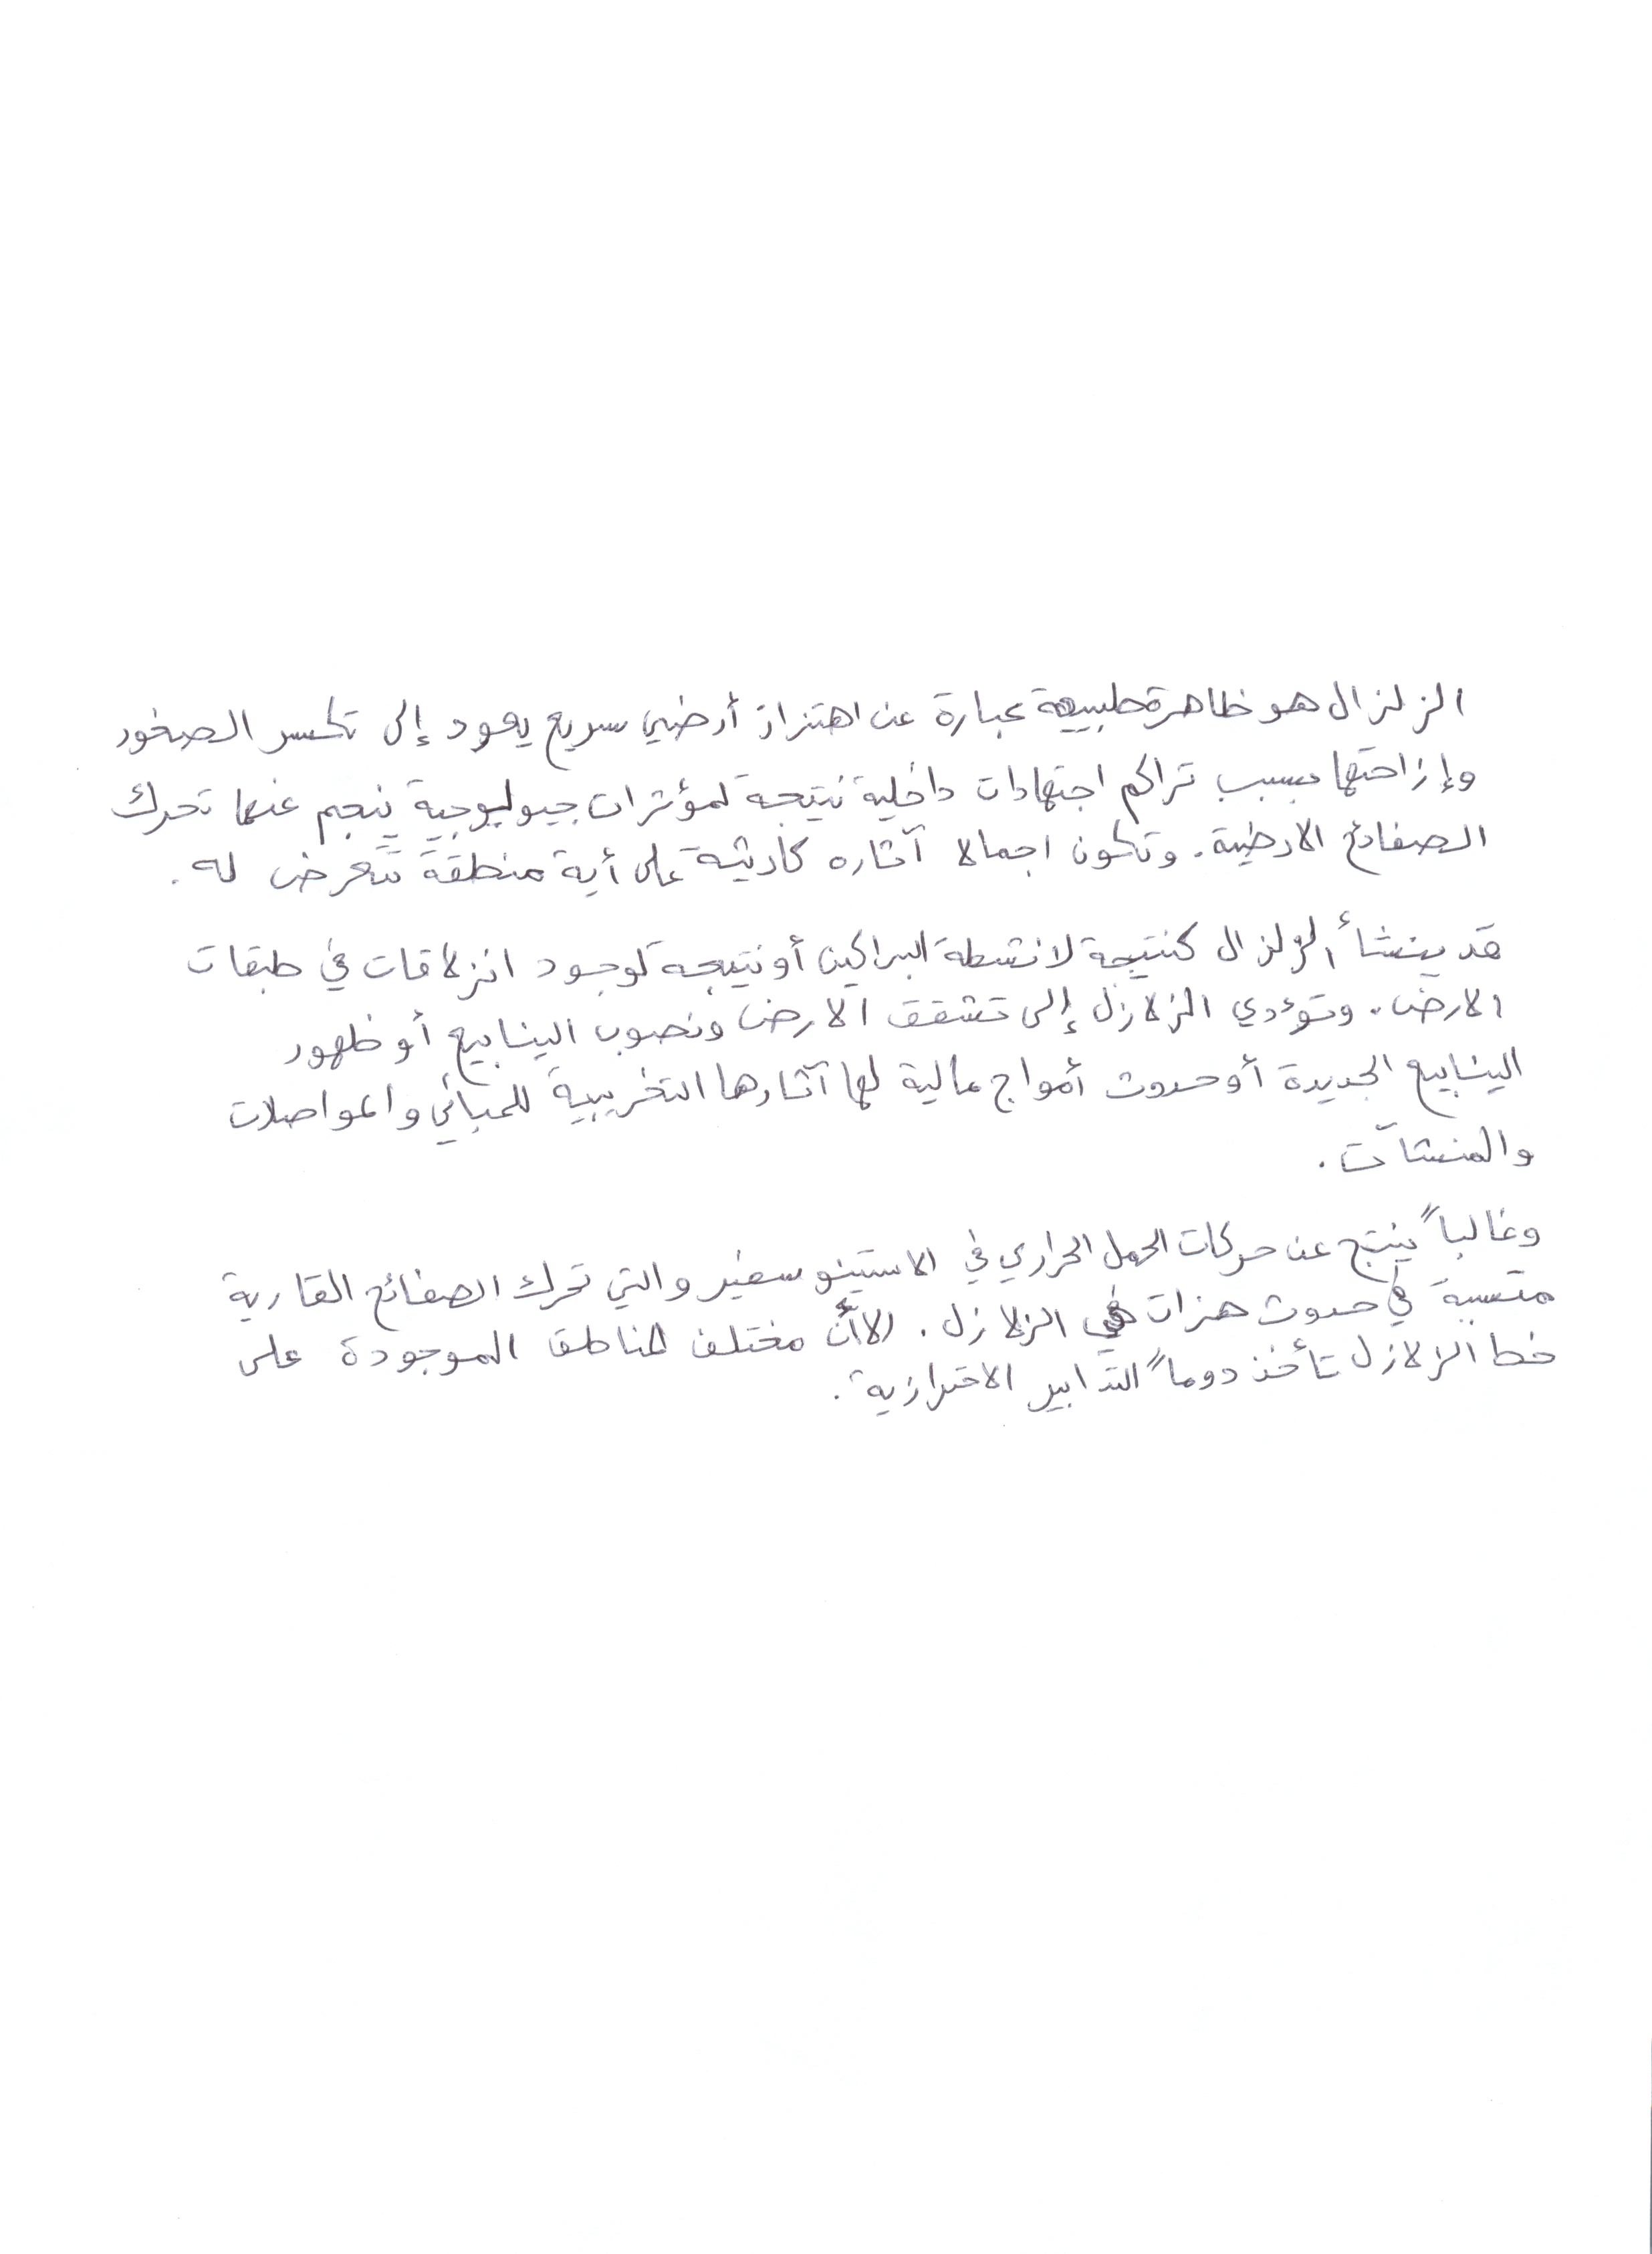 الزلزال هو ظاهرة طبيعية عبارة عن اهتزاز أرضي سريع يعود إلى تكسر الصخور
وإزاحتها بسبب تراكم اجتهادات داخلية نتيجة لمؤثرات جيولوجية ينجم عنها تحرك
الصفائح الارضية. وتكون اجمالا آثاره كارثية على أية منطقة تتعرض له.
قد ينشأ الزلزال كنتيجة لانشطة البراكين أو نتيجة لوجود انزلاقات في طبقات
الارض. وتؤدي الزلازل إلى تشقق الارض ونصوب الينابيع أو ظهور
الينابيع الجديدة أو حدوث أمواج عالية لها آثارها التخريبية للمباني والمواصلات
والمنشآت.
وغالباً ينتج عن حركات الحمل الحراري في الاستينوسفير والتي تحرك الصفائح القارية
متسببة في حدوث هزات هي الزلازل. الا أنّ مختلف المناطق الموجودة على
خط الزلازل تأخذ دوماً التدابير الاحترازية.